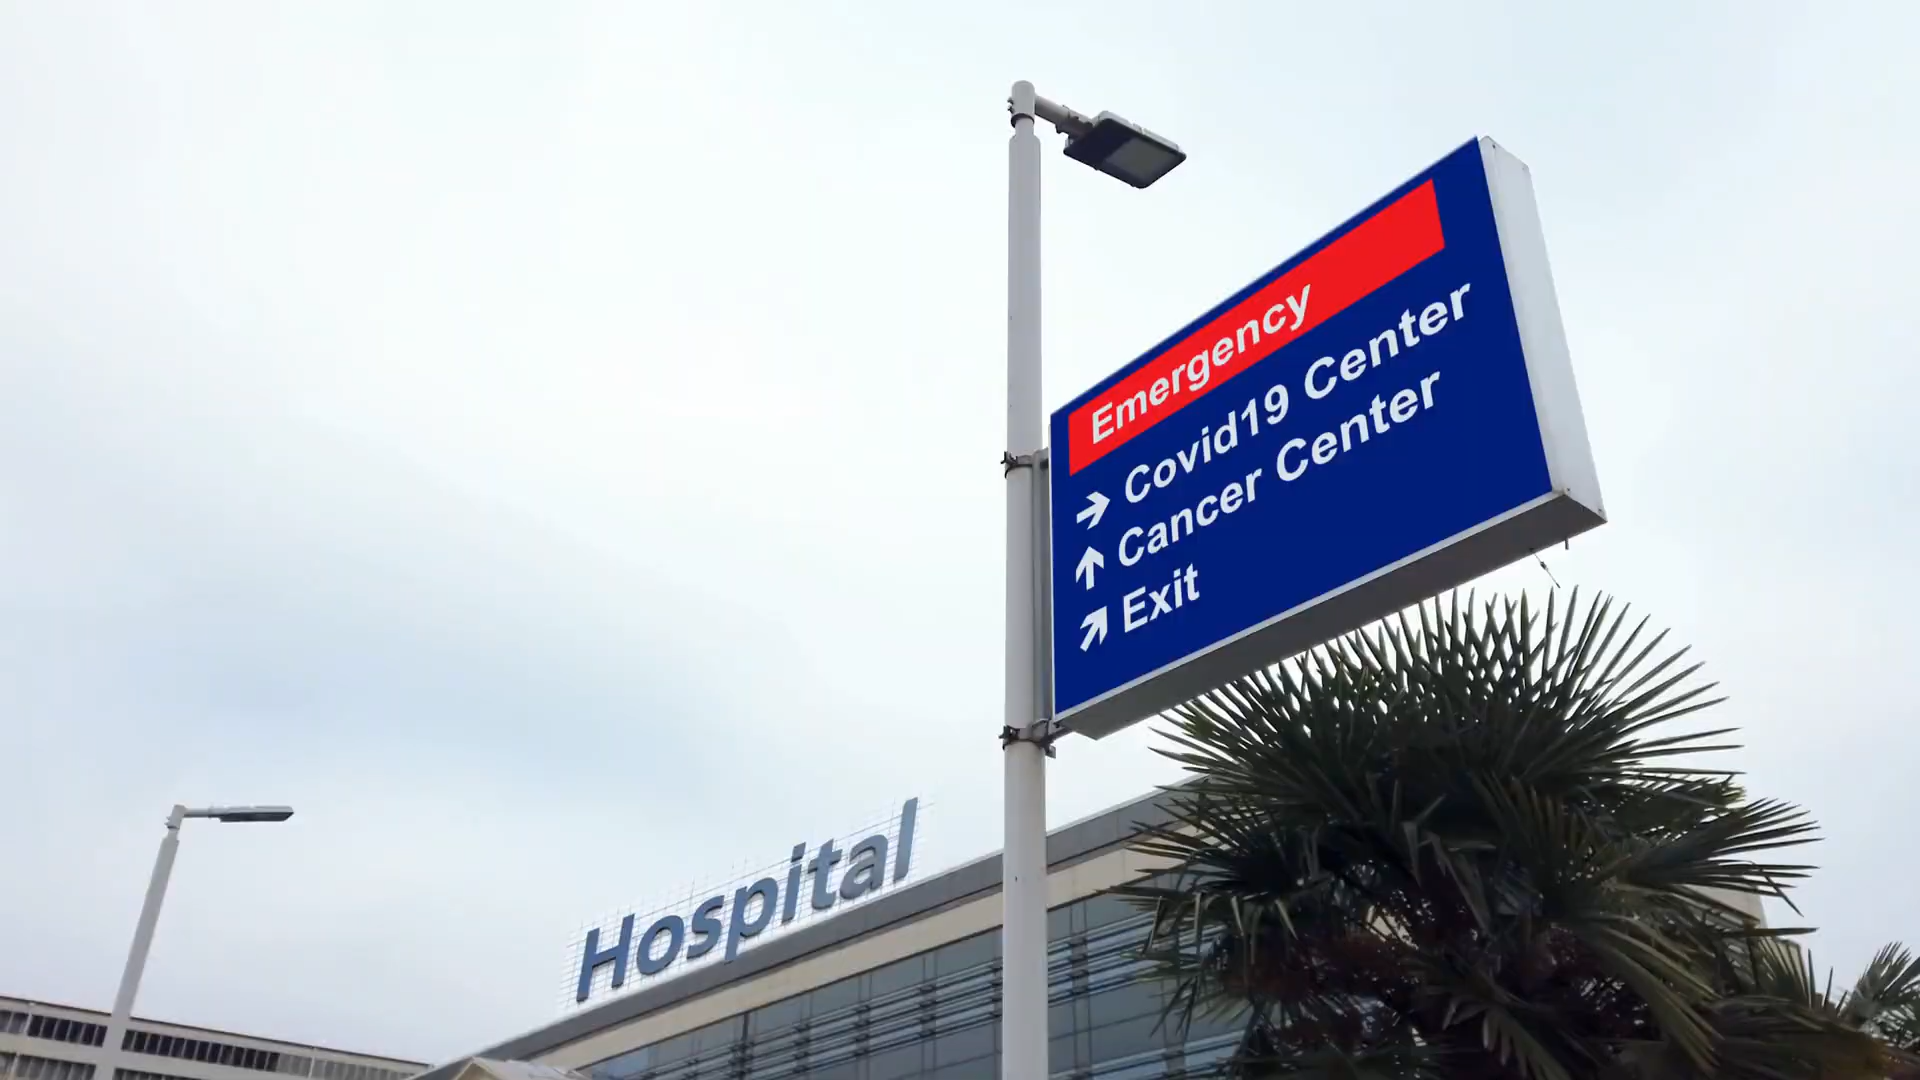 Emergency
→ Covid19 Center
↑ Cancer Center
↗ Exit
Hospital